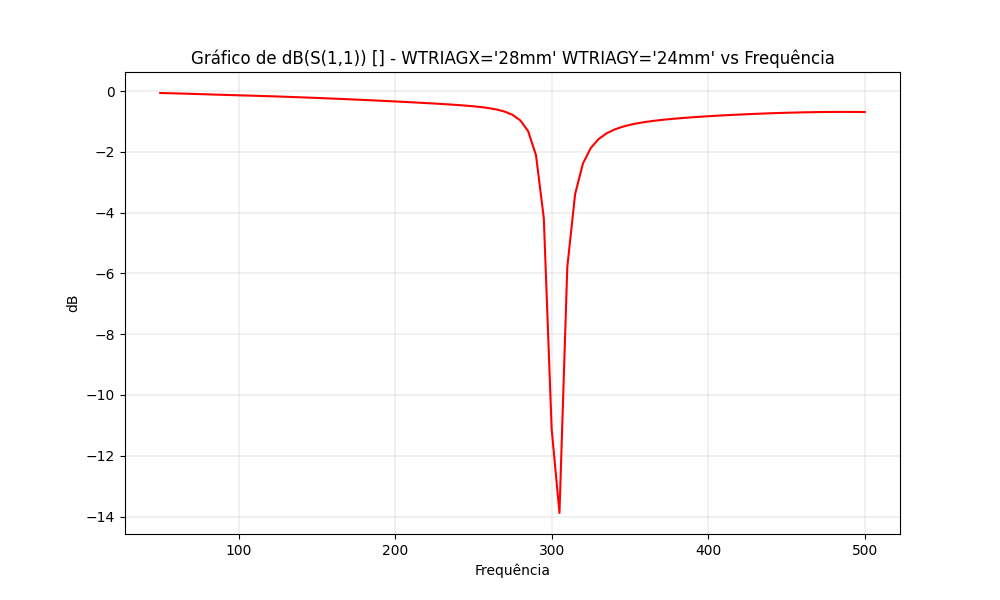 Gráfico de dB(S(1,1)) [] - WTRIAGX='28mm' WTRIAGY='24mm' vs Frequência
0
−2
−4
−6
−8
−10
−12
−14
dB
100 200 300 400 500
Frequência